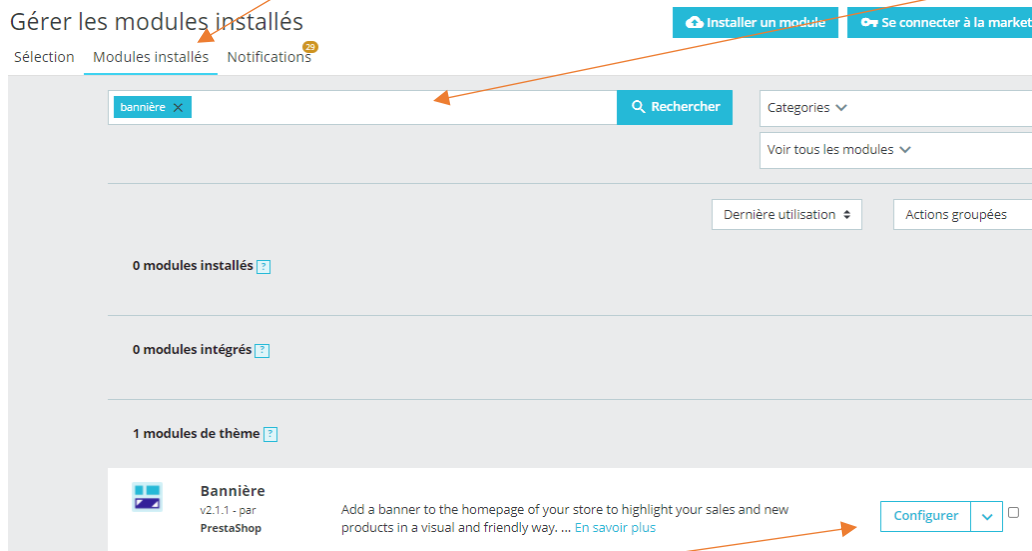 Gérer les modules installés
Installer un module
Se connecter à la market
Sélection Modules installés Notifications
29
bannière
Rechercher
Categories
Voir tous les modules
Dernière utilisation
Actions groupées
0 modules installés ?
0 modules intégrés ?
1 modules de thème ?
Bannière
v2.1.1 - par
PrestaShop
Add a banner to the homepage of your store to highlight your sales and new
products in a visual and friendly way. ... En savoir plus
Configurer